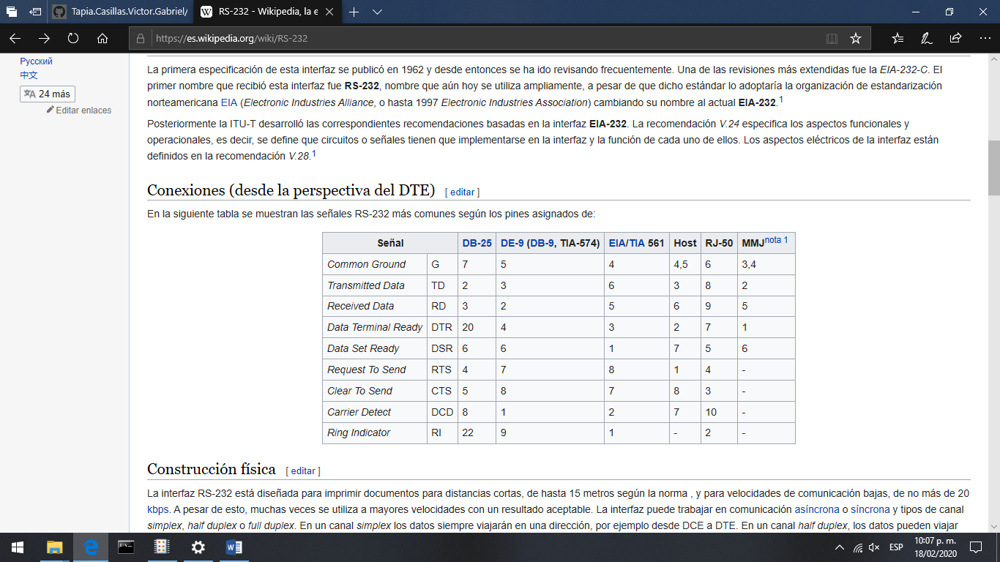 Tapia.Casillas.Victor.Gabriel/
RS-232 - Wikipedia, la e
https://es.wikipedia.org/wiki/RS-232
Русский
中文
24 más
Editar enlaces
La primera especificación de esta interfaz se publicó en 1962 y desde entonces se ha ido revisando frecuentemente. Una de las revisiones más extendidas fue la EIA-232-C. El
primer nombre que recibió esta interfaz fue RS-232, nombre que aún hoy se utiliza ampliamente, a pesar de que dicho estándar lo adoptaría la organización de estandarización
norteamericana EIA (Electronic Industries Alliance, o hasta 1997 Electronic Industries Association) cambiando su nombre al actual EIA-232.1
Posteriormente la ITU-T desarrolló las correspondientes recomendaciones basadas en la interfaz EIA-232. La recomendación V.24 especifica los aspectos funcionales y
operacionales, es decir, se define que circuitos o señales tienen que implementarse en la interfaz y la función de cada uno de ellos. Los aspectos eléctricos de la interfaz están
definidos en la recomendación V.28.1
Conexiones (desde la perspectiva del DTE) [ editar ]
En la siguiente tabla se muestran las señales RS-232 más comunes según los pines asignados de:
Señal DB-25 DE-9 (DB-9, TIA-574) EIA/TIA 561 Host RJ-50 MMJnota 1
Common Ground G 7 5 4 4,5 6 3,4
Transmitted Data TD 2 3 6 3 8 2
Received Data RD 3 2 5 6 9 5
Data Terminal Ready DTR 20 4 3 2 7 1
Data Set Ready DSR 6 6 1 7 5 6
Request To Send RTS 4 7 8 1 4 -
Clear To Send CTS 5 8 7 8 3 -
Carrier Detect DCD 8 1 2 7 10 -
Ring Indicator RI 22 9 1 - 2 -
Construcción física [ editar ]
La interfaz RS-232 está diseñada para imprimir documentos para distancias cortas, de hasta 15 metros según la norma , y para velocidades de comunicación bajas, de no más de 20
kbps. A pesar de esto, muchas veces se utiliza a mayores velocidades con un resultado aceptable. La interfaz puede trabajar en comunicación asíncrona o síncrona y tipos de canal
simplex, half duplex o full duplex. En un canal simplex los datos siempre viajarán en una dirección, por ejemplo desde DCE a DTE. En un canal half duplex, los datos pueden viajar
ESP
10:07 p. m.
18/02/2020